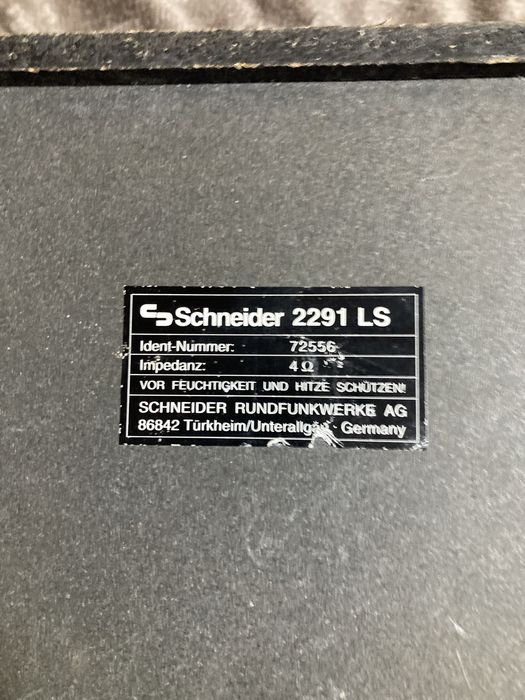 Schneider 2291 LS
Ident-Nummer: 72556
Impedanz: 4 Ω
VOR FEUCHTIGKEIT UND HITZE SCHÜTZEN!
SCHNEIDER RUNDFUNKWERKE AG
86842 Türkheim/Unterallgäu - Germany